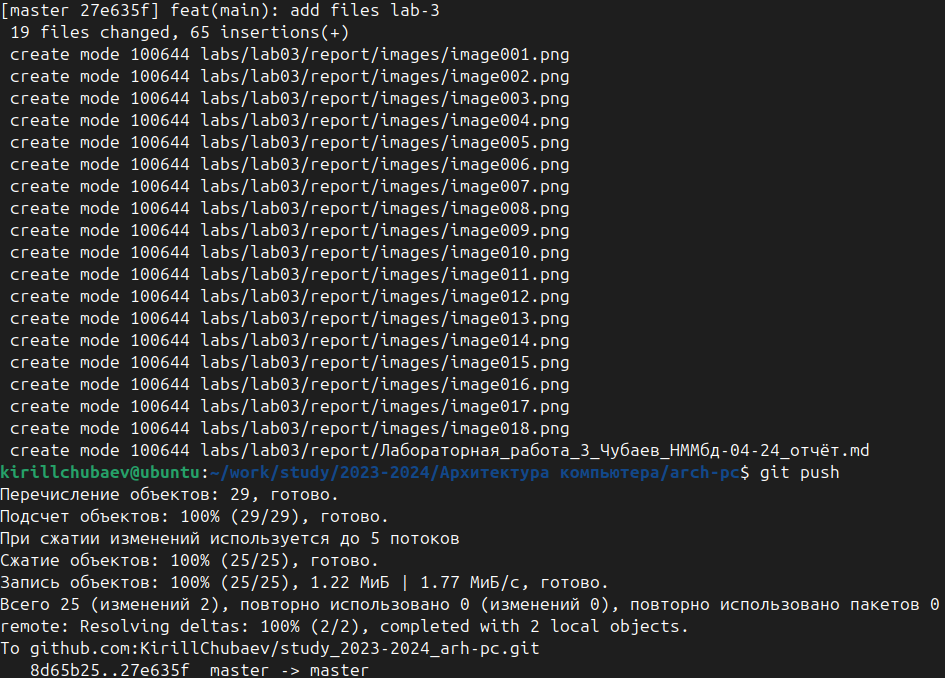 [master 27e635f] feat(main): add files lab-3
19 files changed, 65 insertions(+)
create mode 100644 labs/lab03/report/images/image001.png
create mode 100644 labs/lab03/report/images/image002.png
create mode 100644 labs/lab03/report/images/image003.png
create mode 100644 labs/lab03/report/images/image004.png
create mode 100644 labs/lab03/report/images/image005.png
create mode 100644 labs/lab03/report/images/image006.png
create mode 100644 labs/lab03/report/images/image007.png
create mode 100644 labs/lab03/report/images/image008.png
create mode 100644 labs/lab03/report/images/image009.png
create mode 100644 labs/lab03/report/images/image010.png
create mode 100644 labs/lab03/report/images/image011.png
create mode 100644 labs/lab03/report/images/image012.png
create mode 100644 labs/lab03/report/images/image013.png
create mode 100644 labs/lab03/report/images/image014.png
create mode 100644 labs/lab03/report/images/image015.png
create mode 100644 labs/lab03/report/images/image016.png
create mode 100644 labs/lab03/report/images/image017.png
create mode 100644 labs/lab03/report/images/image018.png
create mode 100644 labs/lab03/report/Лабораторная_работа_3_Чубаев_НММбд-04-24_отчёт.md
kirillchubaev@ubuntu:~/work/study/2023-2024/Архитектура компьютера/arch-pc$ git push
Перечисление объектов: 29, готово.
Подсчет объектов: 100% (29/29), готово.
При сжатии изменений используется до 5 потоков
Сжатие объектов: 100% (25/25), готово.
Запись объектов: 100% (25/25), 1.22 МиБ | 1.77 МиБ/с, готово.
Всего 25 (изменений 2), повторно использовано 0 (изменений 0), повторно использовано пакетов 0
remote: Resolving deltas: 100% (2/2), completed with 2 local objects.
To github.com:KirillChubaev/study_2023-2024_arh-pc.git
8d65b25..27e635f  master -> master